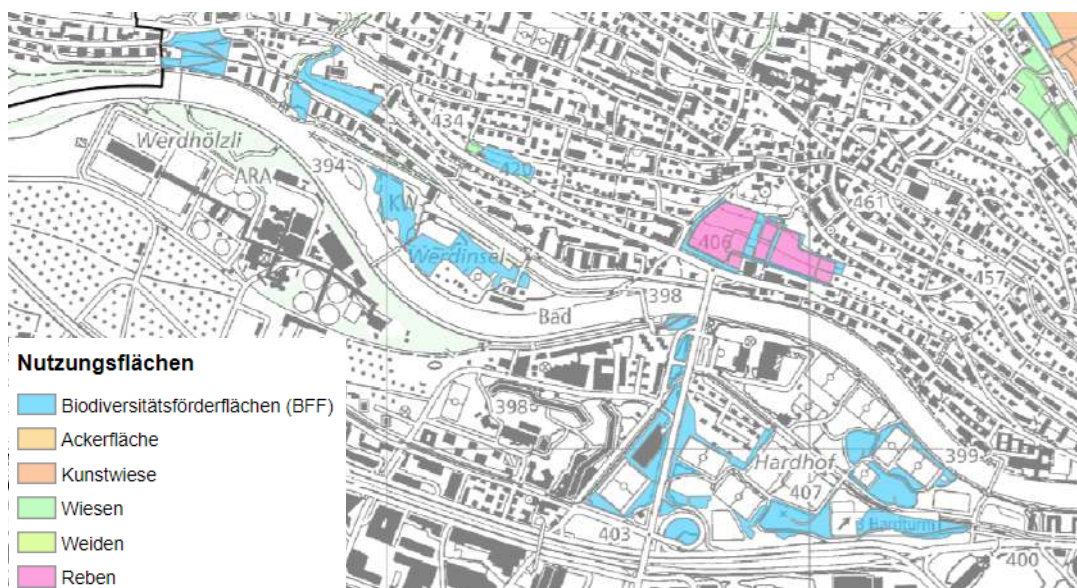 434
Werdhölzli
394
420
ARA
461
KW
406
Werdinsel
457
398
Bad
Nutzungsflächen
Biodiversitätsförderflächen (BFF)
398
Hardhof
399
Ackerfläche
Kunstwiese
407
Wiesen
Hardturm
403
Weiden
400
Reben